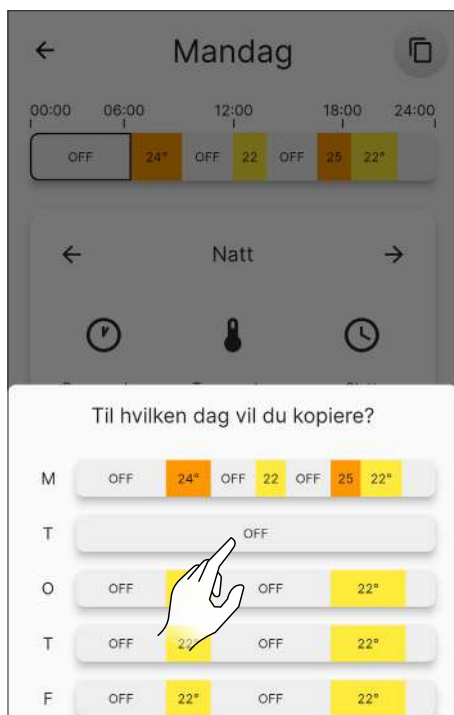 Mandag
00:00 06:00 12:00 18:00 24:00
OFF 24° OFF 22 OFF 25 22°
Natt
Til hvilken dag vil du kopiere?
M OFF 24° OFF 22 OFF 25 22°
T OFF
O OFF OFF 22°
T OFF 22° OFF 22°
F OFF 22° OFF 22°